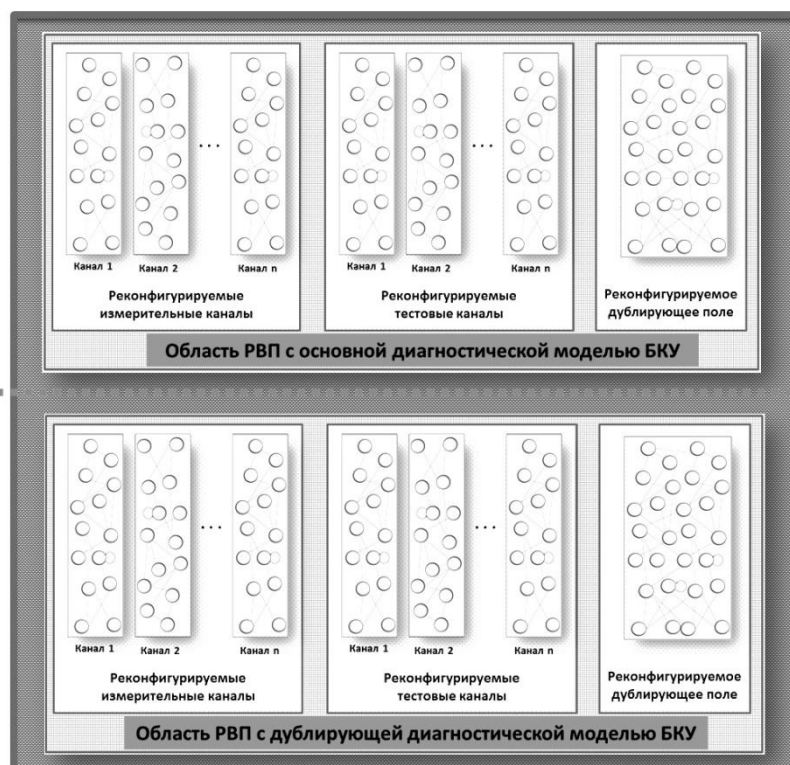 ...
...
Канал 1
Канал 2
Канал n
Канал 1
Канал 2
Канал n
Реконфигурируемые
измерительные каналы
Реконфигурируемые
тестовые каналы
Реконфигурируемое
дублирующее поле
Область РВП с основной диагностической моделью БКУ
...
...
Канал 1
Канал 2
Канал n
Канал 1
Канал 2
Канал n
Реконфигурируемые
измерительные каналы
Реконфигурируемые
тестовые каналы
Реконфигурируемое
дублирующее поле
Область РВП с дублирующей диагностической моделью БКУ